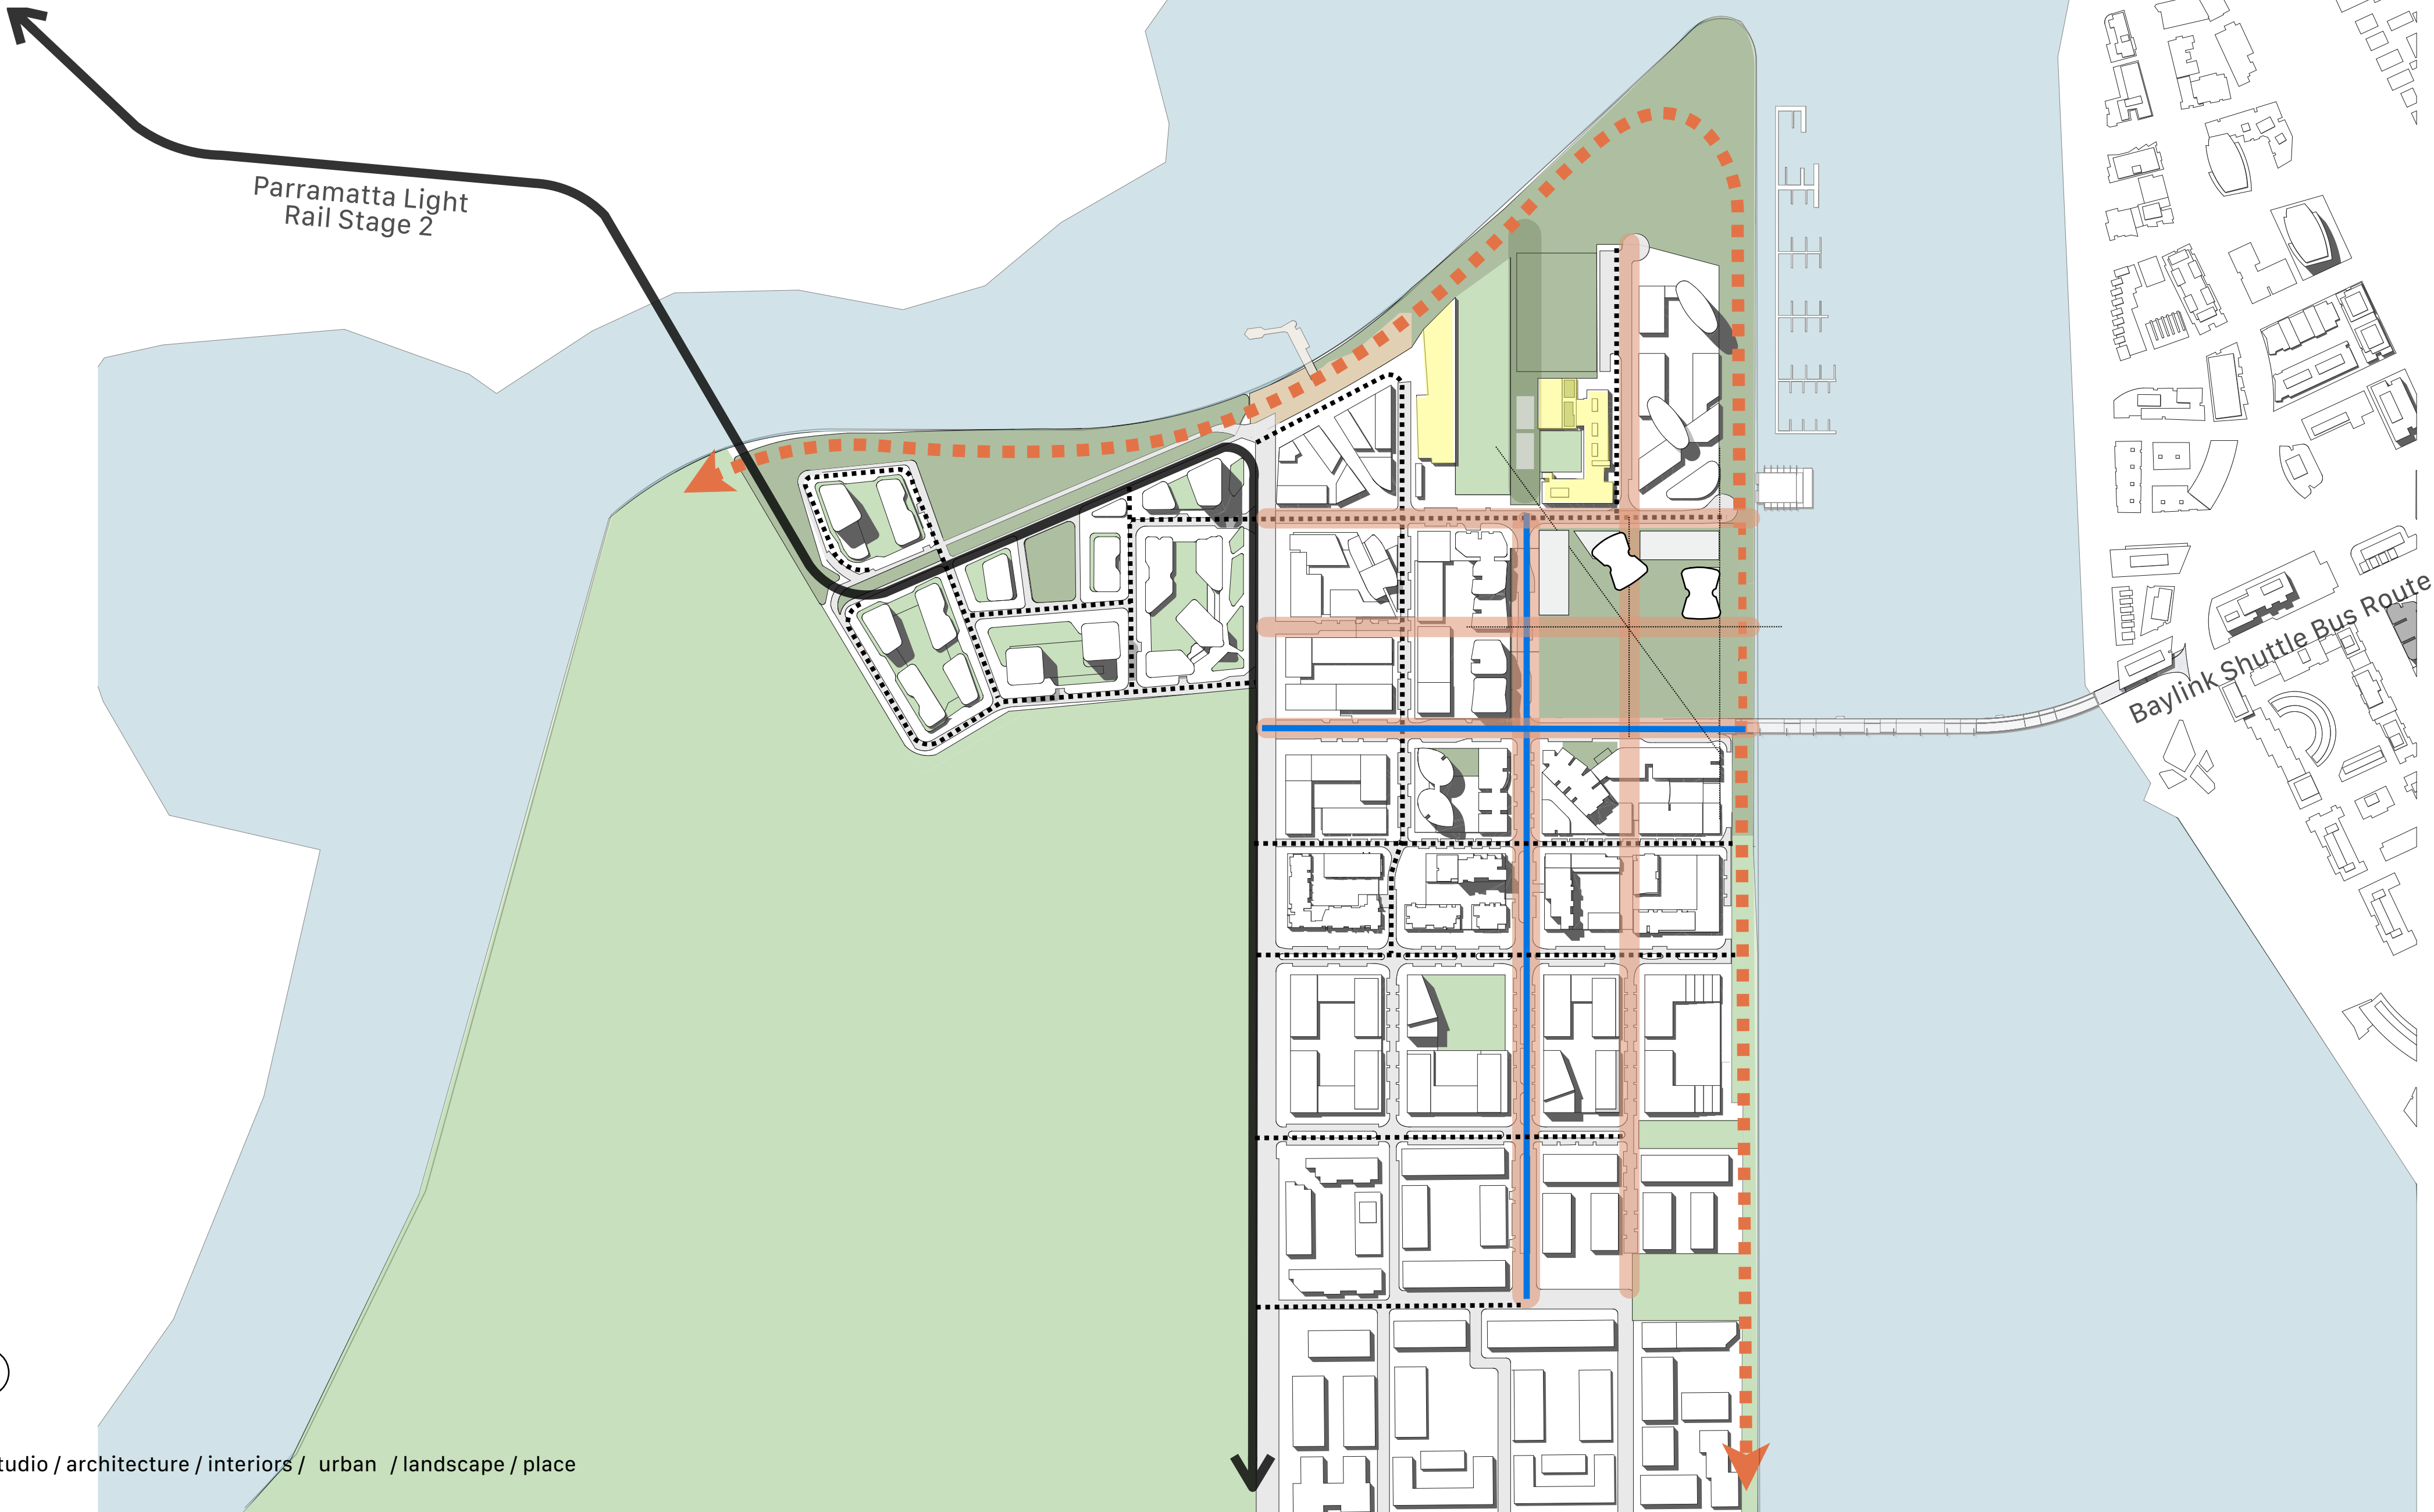 Parramatta Light
Rail Stage 2
Baylink Shuttle Bus Route
tudio / architecture / interiors / urban / landscape / place